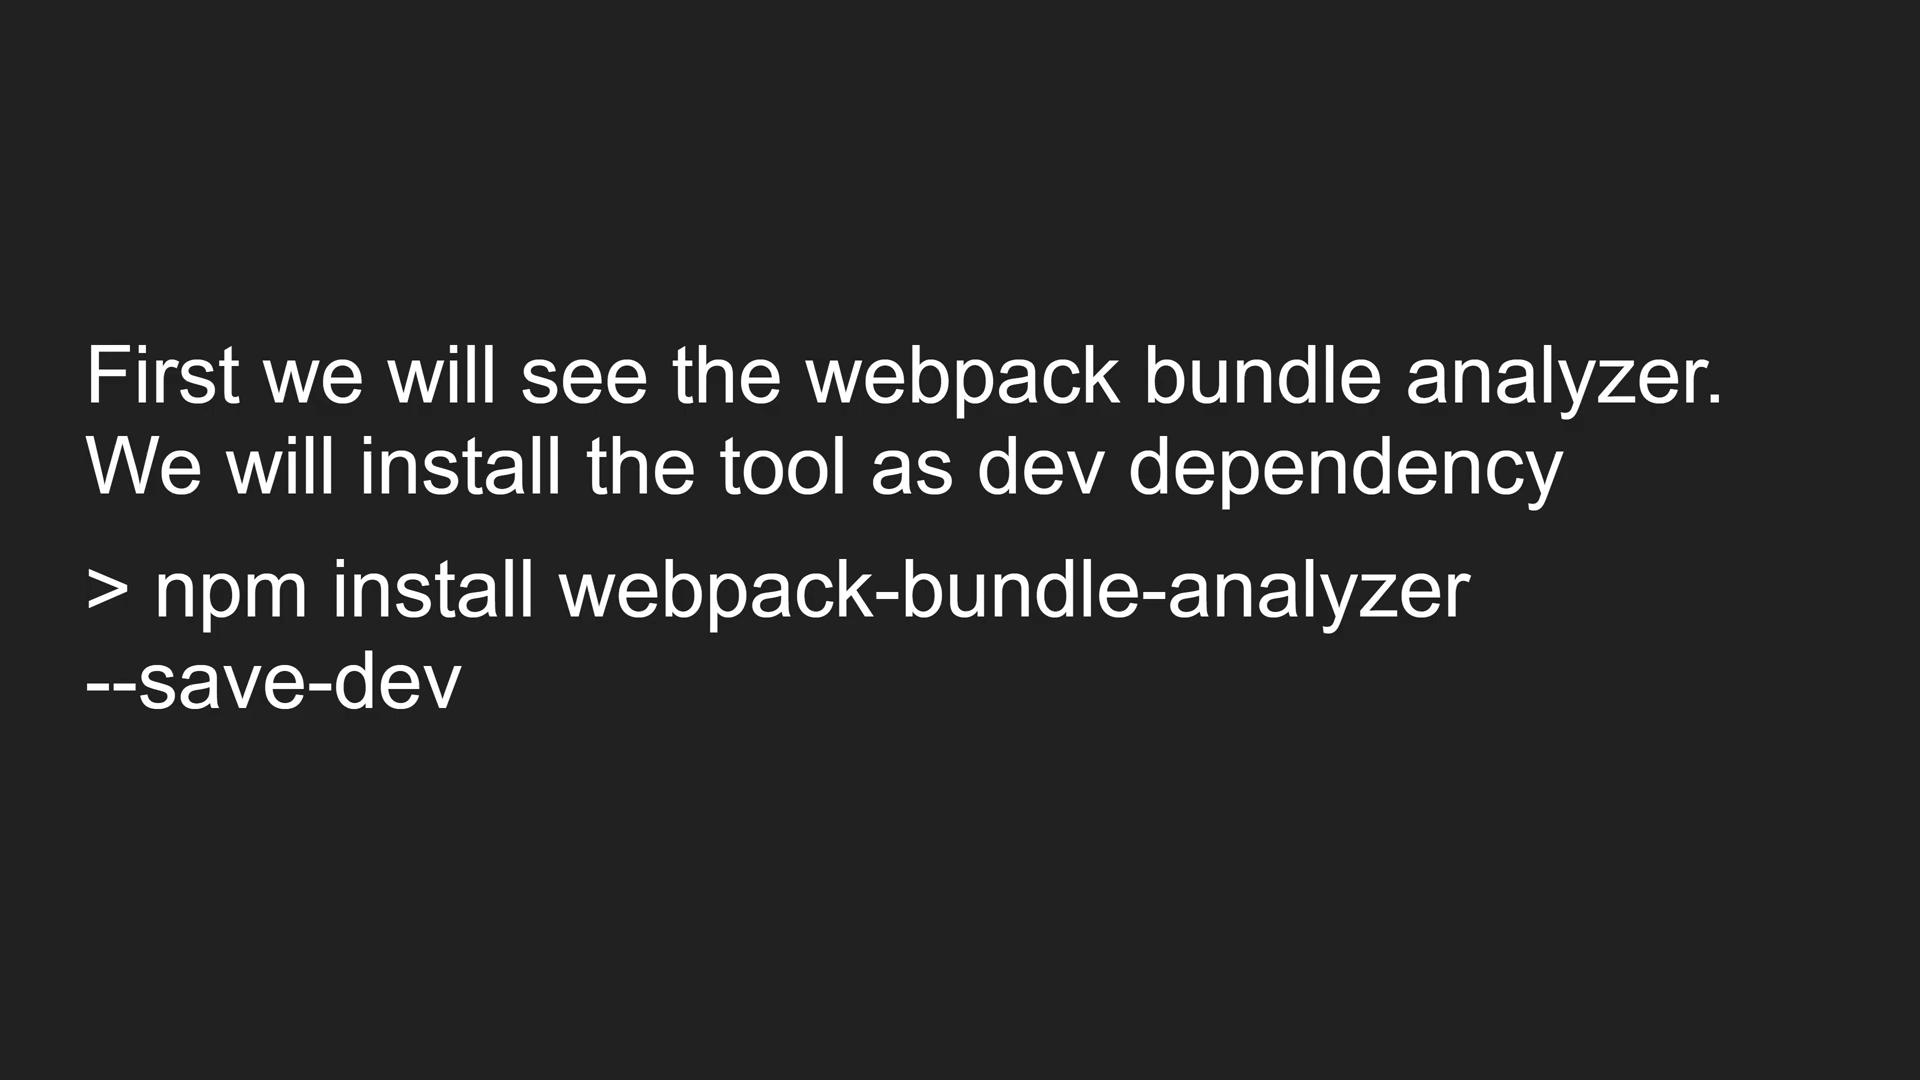 First we will see the webpack bundle analyzer.
We will install the tool as dev dependency
> npm install webpack-bundle-analyzer
--save-dev